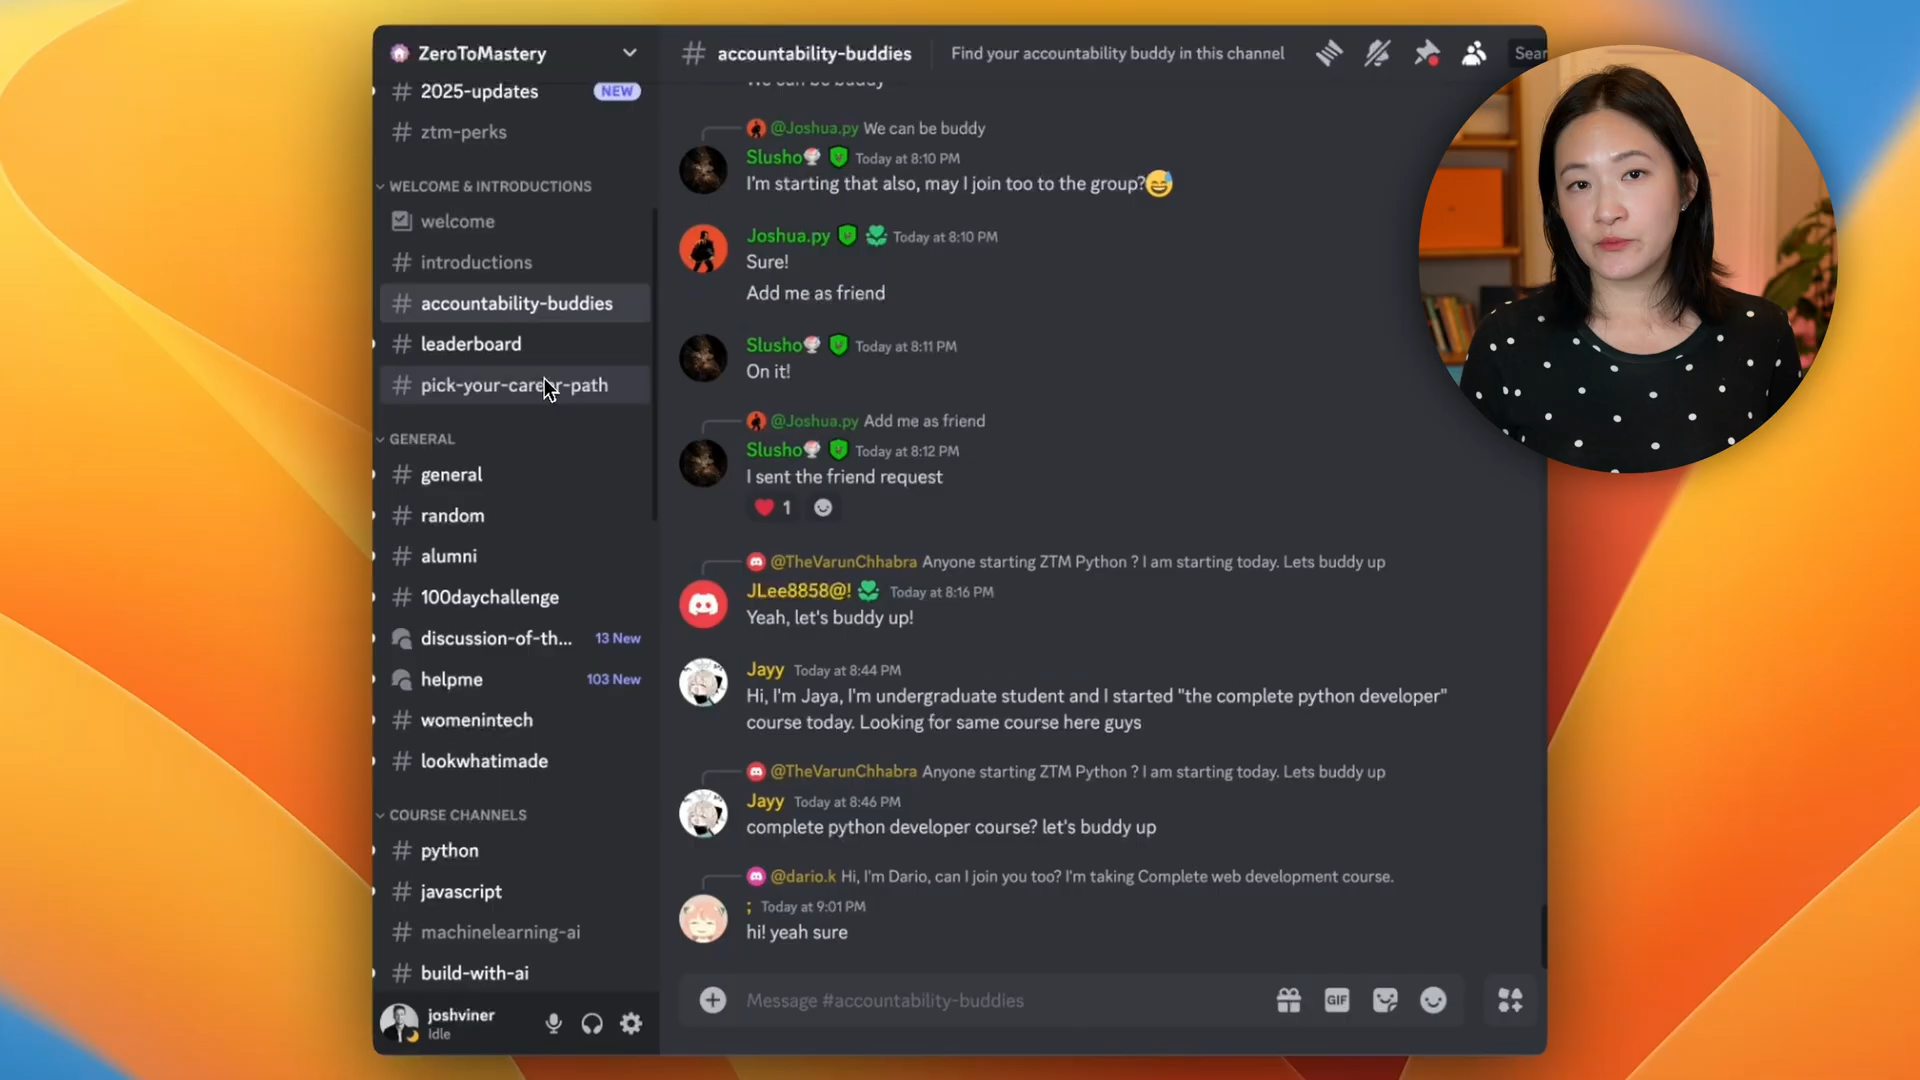 ZeroToMastery
2025-updates
NEW
ztm-perks
WELCOME & INTRODUCTIONS
welcome
introductions
accountability-buddies
leaderboard
pick-your-career-path
GENERAL
general
random
alumni
100daychallenge
discussion-of-th...
13 New
helpme
103 New
womenintech
lookwhatimade
COURSE CHANNELS
python
javascript
machinelearning-ai
build-with-ai
joshviner
Idle
accountability-buddies
Find your accountability buddy in this channel
Sear
We can be buddy
@Joshua.py We can be buddy
Slusho Today at 8:10 PM
I'm starting that also, may I join too to the group?😅
Joshua.py Today at 8:10 PM
Sure!
Add me as friend
Slusho Today at 8:11 PM
On it!
@Joshua.py Add me as friend
Slusho Today at 8:12 PM
I sent the friend request
❤️ 1
@TheVarunChhabra Anyone starting ZTM Python ? I am starting today. Lets buddy up
JLee8858@! Today at 8:16 PM
Yeah, let's buddy up!
Jayy Today at 8:44 PM
Hi, I'm Jaya, I'm undergraduate student and I started "the complete python developer"
course today. Looking for same course here guys
@TheVarunChhabra Anyone starting ZTM Python ? I am starting today. Lets buddy up
Jayy Today at 8:46 PM
complete python developer course? let's buddy up
@dario.k Hi, I'm Dario, can I join you too? I'm taking Complete web development course.
; Today at 9:01 PM
hi! yeah sure
Message #accountability-buddies
GIF